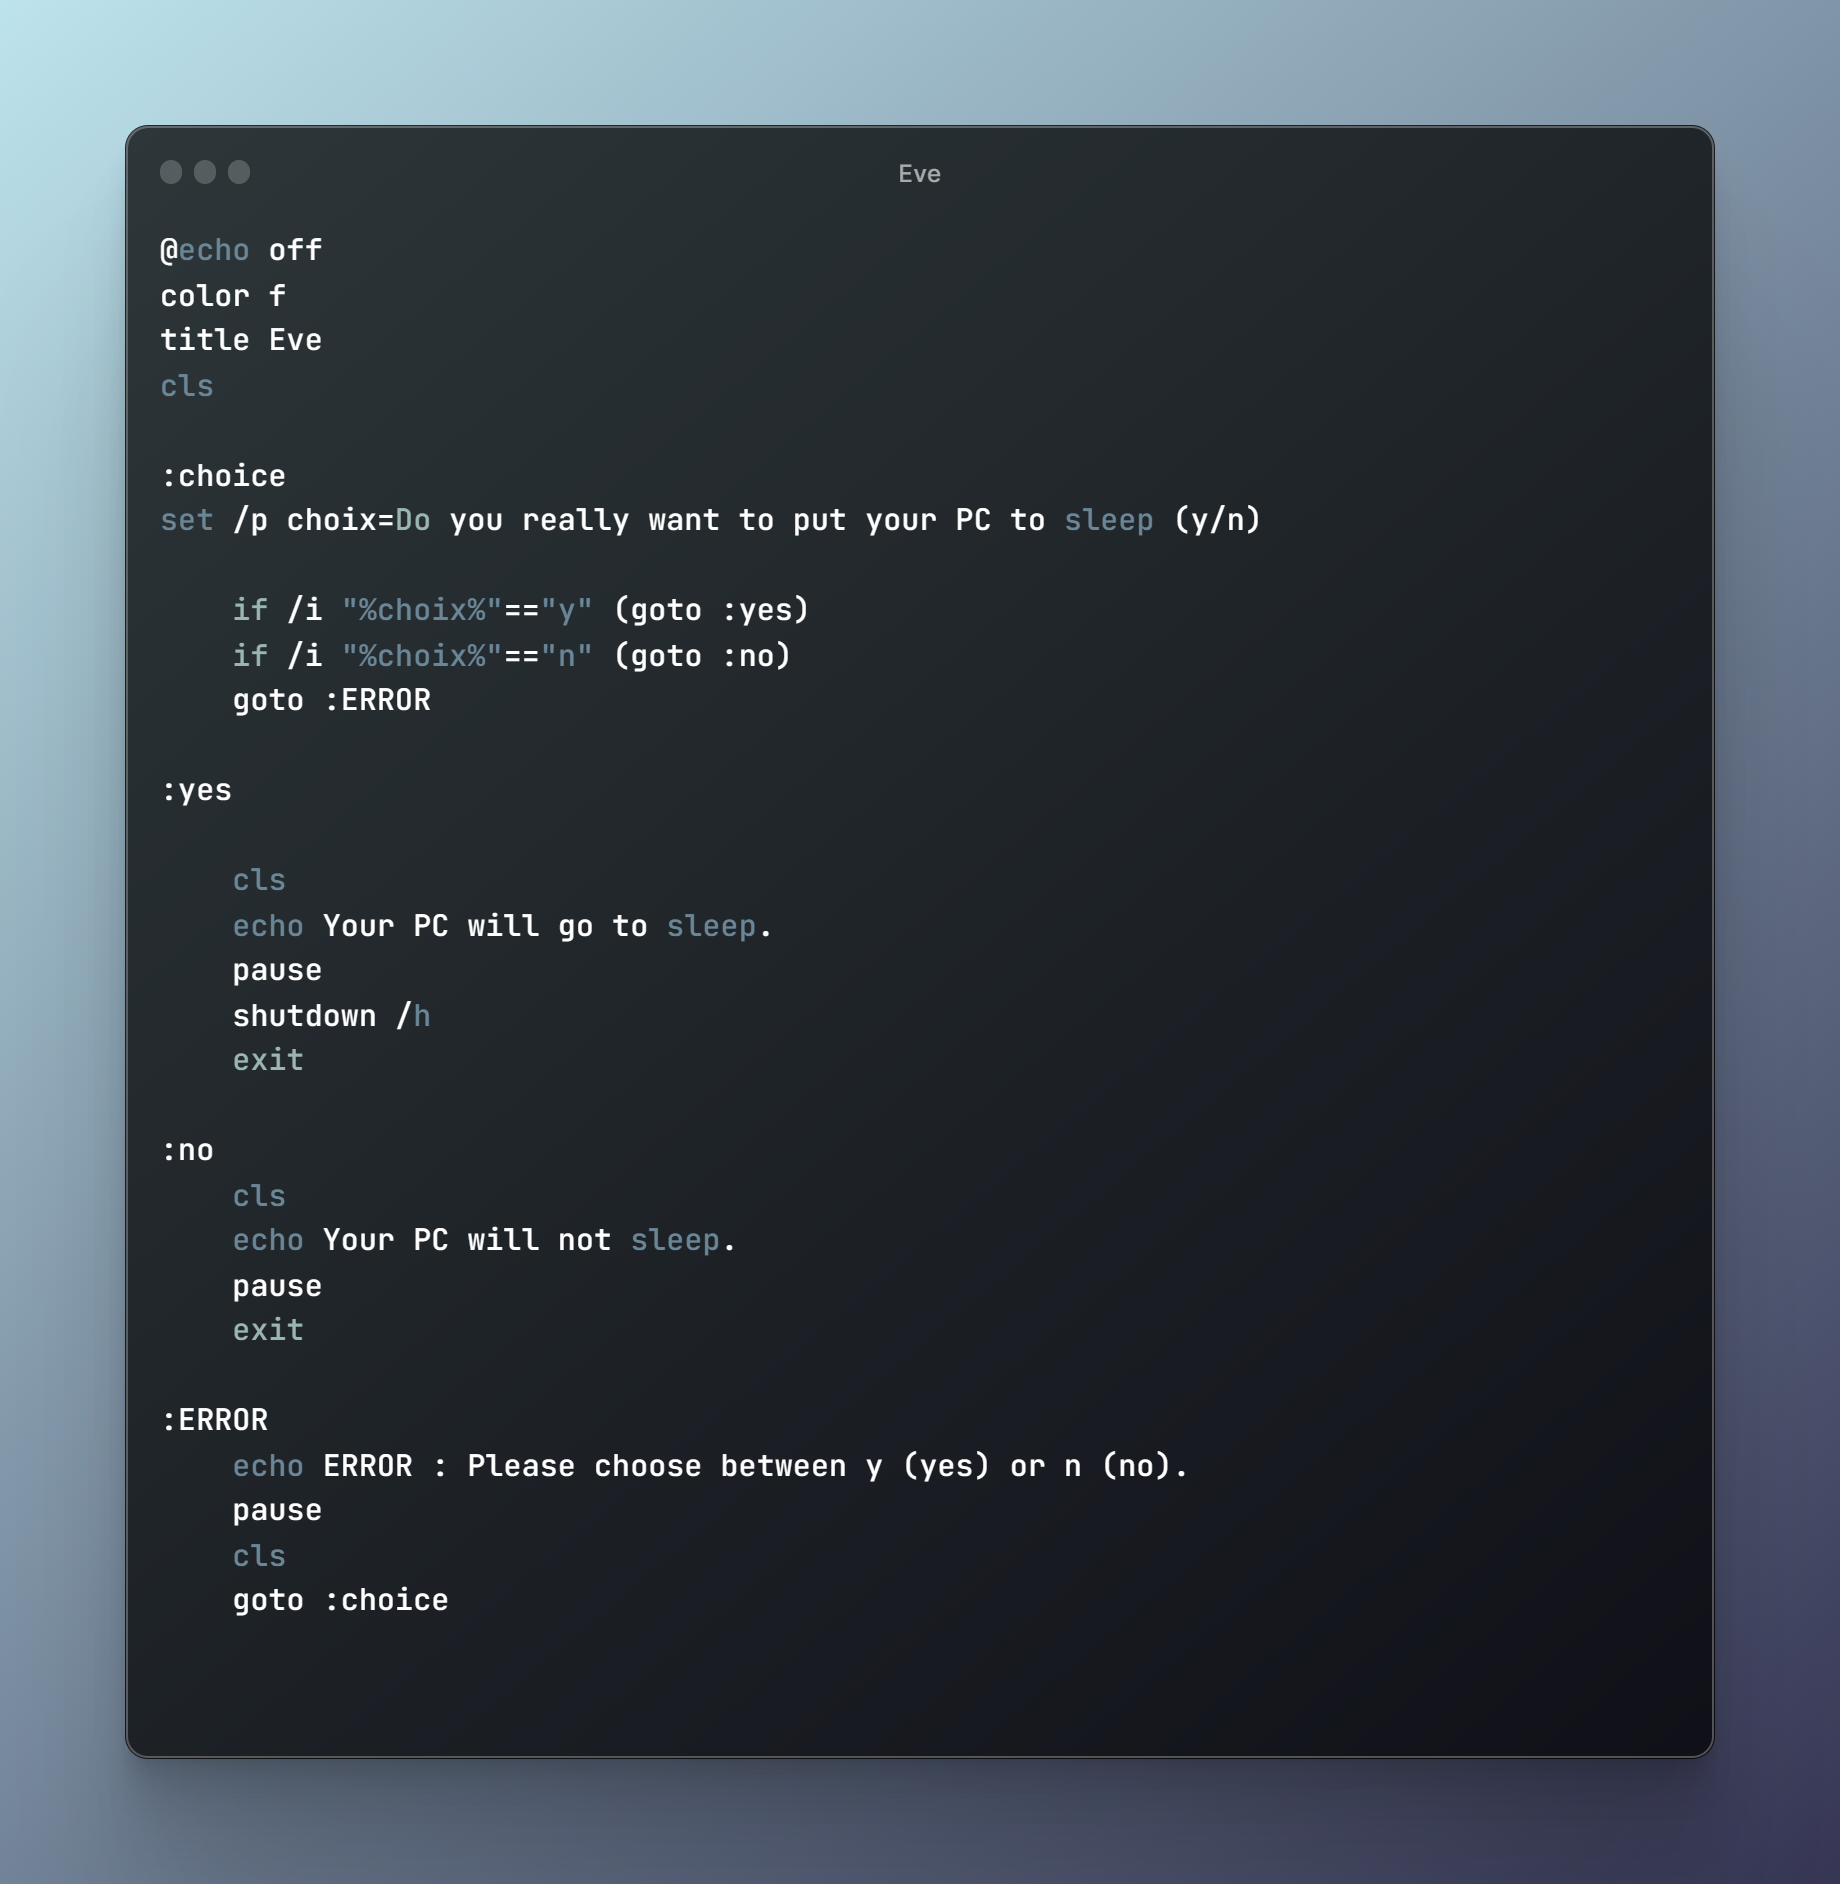 Eve
@echo off
color f
title Eve
cls
:choice
set /p choix=Do you really want to put your PC to sleep (y/n)
if /i "%choix%"=="y" (goto :yes)
if /i "%choix%"=="n" (goto :no)
goto :ERROR
:yes
cls
echo Your PC will go to sleep.
pause
shutdown /h
exit
:no
cls
echo Your PC will not sleep.
pause
exit
:ERROR
echo ERROR : Please choose between y (yes) or n (no).
pause
cls
goto :choice